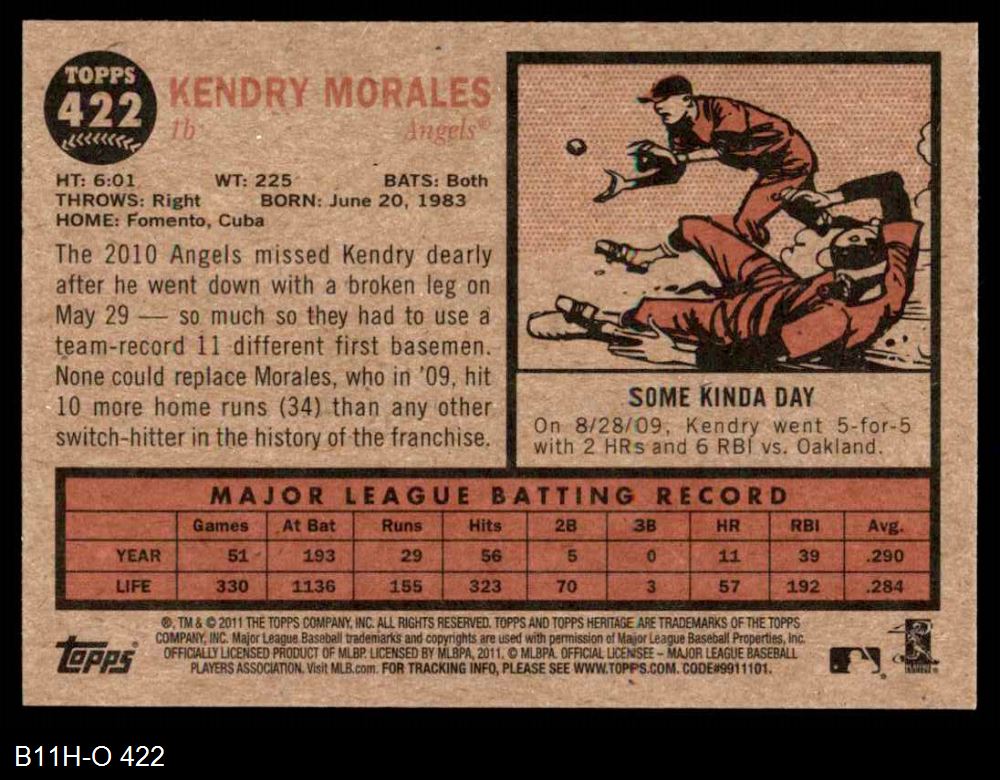 TOPPS
422
KENDRY MORALES
1b Angels®
HT: 6:01 WT: 225 BATS: Both
THROWS: Right BORN: June 20, 1983
HOME: Fomento, Cuba
The 2010 Angels missed Kendry dearly
after he went down with a broken leg on
May 29 — so much so they had to use a
team-record 11 different first basemen.
None could replace Morales, who in '09, hit
10 more home runs (34) than any other
switch-hitter in the history of the franchise.
SOME KINDA DAY
On 8/28/09, Kendry went 5-for-5
with 2 HRs and 6 RBI vs. Oakland.
MAJOR LEAGUE BATTING RECORD
Games At Bat Runs Hits 2B 3B HR RBI Avg.
YEAR 51 193 29 56 5 0 11 39 .290
LIFE 330 1136 155 323 70 3 57 192 .284
®, TM & © 2011 THE TOPPS COMPANY, INC. ALL RIGHTS RESERVED. TOPPS AND TOPPS HERITAGE ARE TRADEMARKS OF THE TOPPS
COMPANY, INC. Major League Baseball trademarks and copyrights are used with permission of Major League Baseball Properties, Inc.
OFFICIALLY LICENSED PRODUCT OF MLBP. LICENSED BY MLBPA, 2011. © MLBPA. OFFICIAL LICENSEE – MAJOR LEAGUE BASEBALL
PLAYERS ASSOCIATION. Visit MLB.com. FOR TRACKING INFO, PLEASE SEE WWW.TOPPS.COM. CODE#9911101.
topps
B11H-O 422